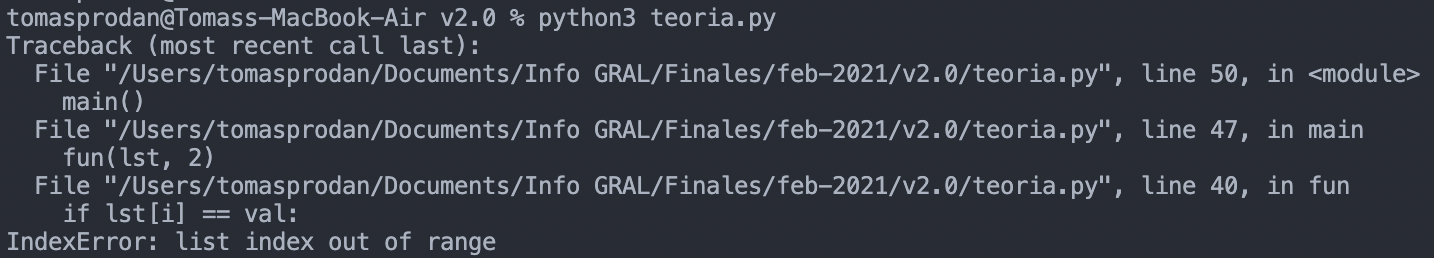 tomasprodan@Tomass-MacBook-Air v2.0 % python3 teoria.py
Traceback (most recent call last):
  File "/Users/tomasprodan/Documents/Info GRAL/Finales/feb-2021/v2.0/teoria.py", line 50, in <module>
    main()
  File "/Users/tomasprodan/Documents/Info GRAL/Finales/feb-2021/v2.0/teoria.py", line 47, in main
    fun(lst, 2)
  File "/Users/tomasprodan/Documents/Info GRAL/Finales/feb-2021/v2.0/teoria.py", line 40, in fun
    if lst[i] == val:
IndexError: list index out of range